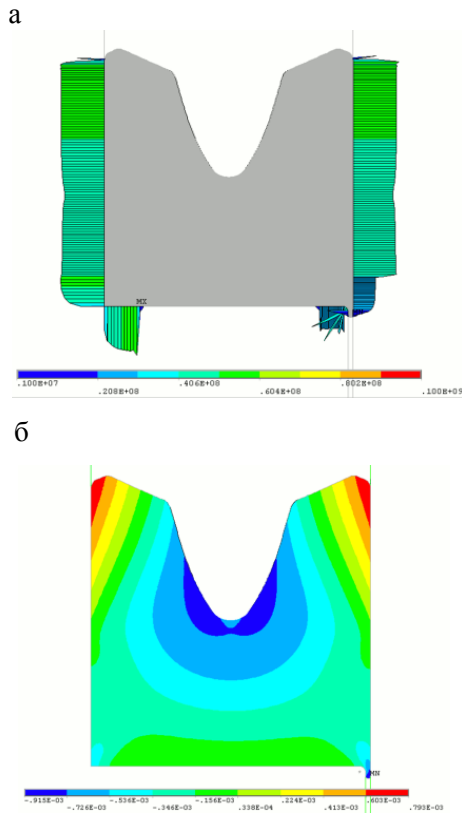 а
MX
.100E+07 .406E+08 .802E+08
.208E+08 .604E+08 .100E+09
б
MN
-.915E-03 -.536E-03 -.156E-03 .224E-03 .603E-03
-.726E-03 -.346E-03 .338E-04 .413E-03 .793E-03